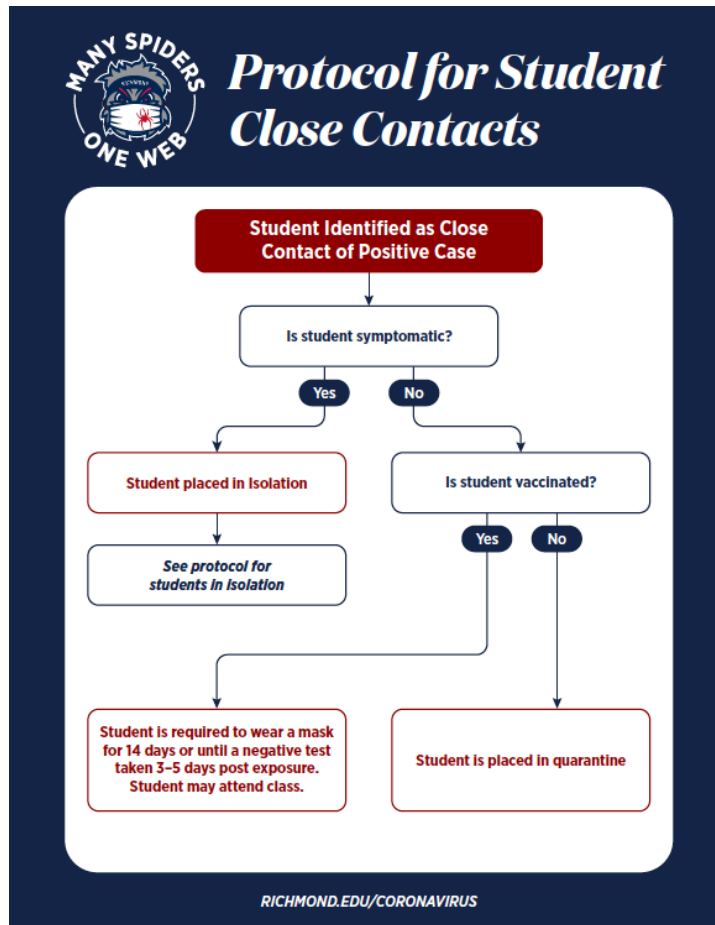 MANY SPIDERS
RICHMOND
ONE WEB
Protocol for Student
Close Contacts
Student Identified as Close
Contact of Positive Case
Is student symptomatic?
Yes
No
Student placed in Isolation
Is student vaccinated?
See protocol for
students in isolation
Yes
No
Student is required to wear a mask
for 14 days or until a negative test
taken 3–5 days post exposure.
Student may attend class.
Student is placed in quarantine
RICHMOND.EDU/CORONAVIRUS